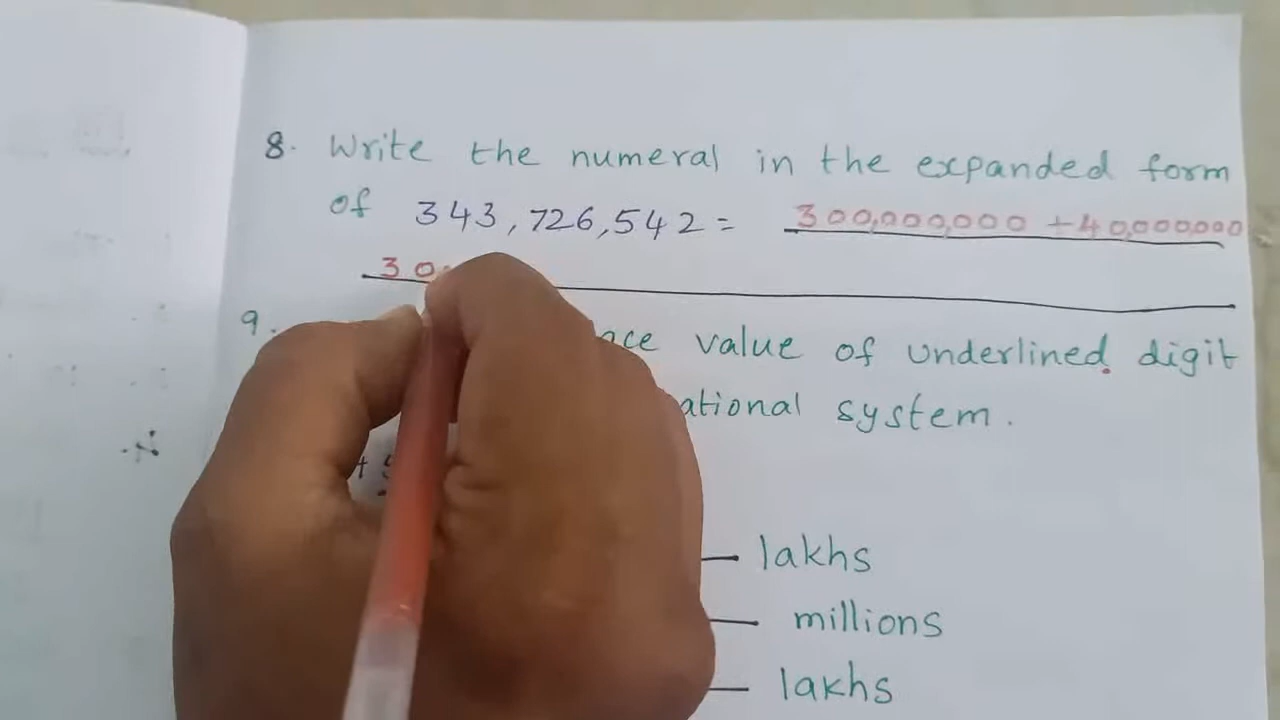 8. Write the numeral in the expanded form
of 343,726,542 = 300,000,000 + 40,000,000
30
9. value of underlined digit
system.
lakhs
millions
lakhs